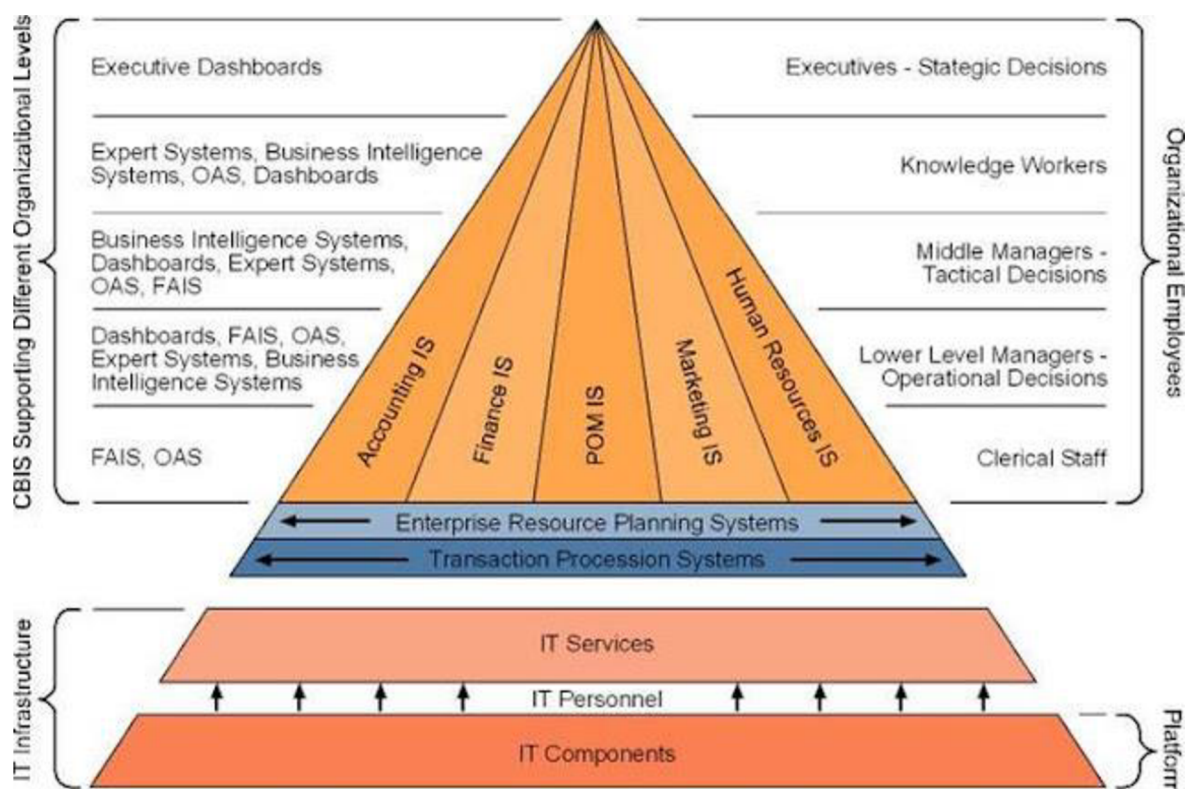 CBIS Supporting Different Organizational Levels
Executive Dashboards
Expert Systems, Business Intelligence
Systems, OAS, Dashboards
Business Intelligence Systems,
Dashboards, Expert Systems,
OAS, FAIS
Dashboards, FAIS, OAS,
Expert Systems, Business
Intelligence Systems
FAIS, OAS
Accounting IS
Finance IS
POM IS
Marketing IS
Human Resources IS
Executives - Stategic Decisions
Knowledge Workers
Middle Managers -
Tactical Decisions
Lower Level Managers -
Operational Decisions
Clerical Staff
Organizational Employees
Enterprise Resource Planning Systems
Transaction Procession Systems
IT Infrastructure
IT Services
IT Personnel
IT Components
Platform